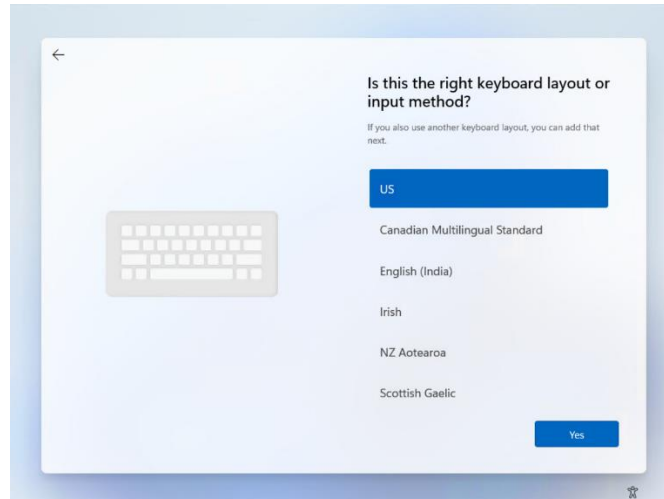 Is this the right keyboard layout or
input method?
If you also use another keyboard layout, you can add that
next.
US
Canadian Multilingual Standard
English (India)
Irish
NZ Aotearoa
Scottish Gaelic
Yes